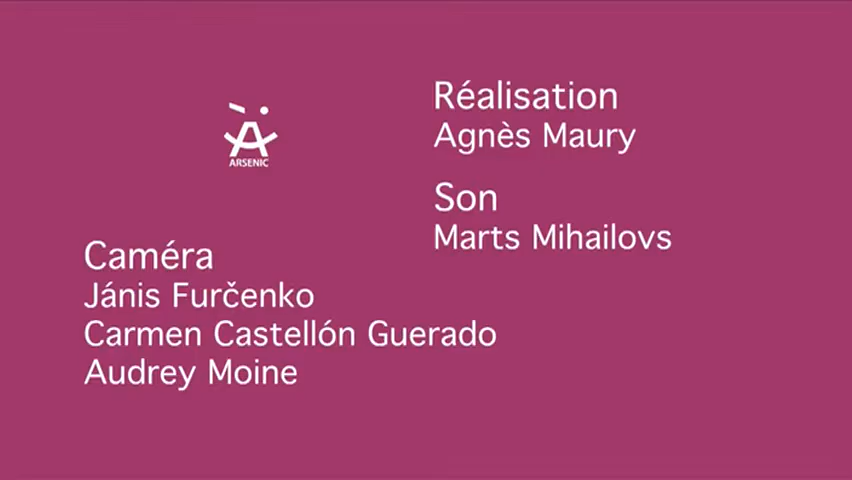 ARSENIC
Réalisation
Agnès Maury
Son
Marts Mihailovs
Caméra
Jánis Furčenko
Carmen Castellón Guerado
Audrey Moine